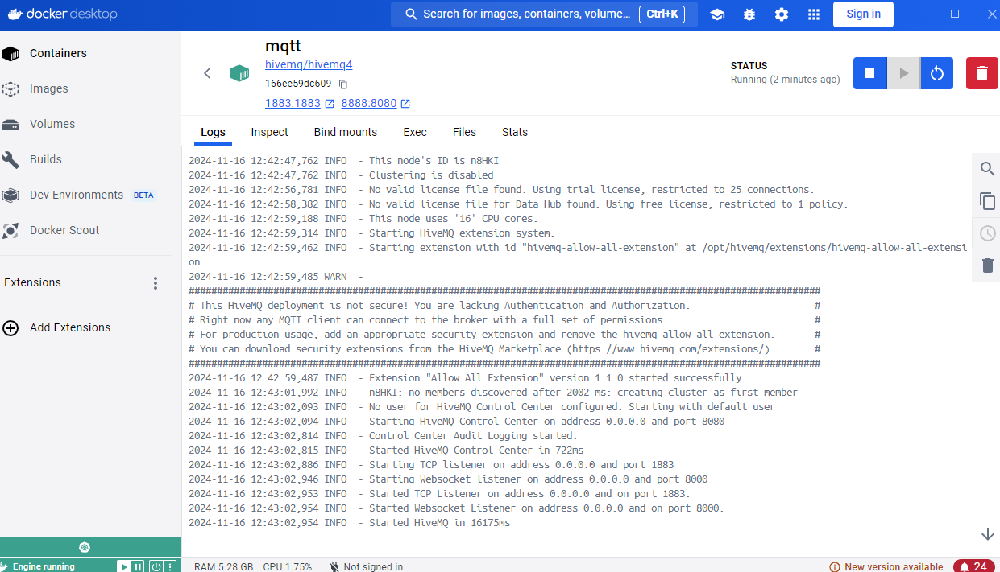 docker desktop
Search for images, containers, volume... Ctrl+K
Sign in
Containers
Images
Volumes
Builds
Dev Environments BETA
Docker Scout
Extensions
Add Extensions
mqtt
hivemq/hivemq4
166ee59dc609
1883:1883 8888:8080
STATUS
Running (2 minutes ago)
Logs Inspect Bind mounts Exec Files Stats
2024-11-16 12:42:47,762 INFO  - This node's ID is n8HKI
2024-11-16 12:42:47,762 INFO  - Clustering is disabled
2024-11-16 12:42:56,781 INFO  - No valid license file found. Using trial license, restricted to 25 connections.
2024-11-16 12:42:58,382 INFO  - No valid license file for Data Hub found. Using free license, restricted to 1 policy.
2024-11-16 12:42:59,188 INFO  - This node uses '16' CPU cores.
2024-11-16 12:42:59,314 INFO  - Starting HiveMQ extension system.
2024-11-16 12:42:59,462 INFO  - Starting extension with id "hivemq-allow-all-extension" at /opt/hivemq/extensions/hivemq-allow-all-extensi
on
2024-11-16 12:42:59,485 WARN  -
################################################################################################################
# This HiveMQ deployment is not secure! You are lacking Authentication and Authorization.                      #
# Right now any MQTT client can connect to the broker with a full set of permissions.                          #
# For production usage, add an appropriate security extension and remove the hivemq-allow-all extension.       #
# You can download security extensions from the HiveMQ Marketplace (https://www.hivemq.com/extensions/).       #
################################################################################################################
2024-11-16 12:42:59,487 INFO  - Extension "Allow All Extension" version 1.1.0 started successfully.
2024-11-16 12:43:01,992 INFO  - n8HKI: no members discovered after 2002 ms: creating cluster as first member
2024-11-16 12:43:02,093 INFO  - No user for HiveMQ Control Center configured. Starting with default user
2024-11-16 12:43:02,094 INFO  - Starting HiveMQ Control Center on address 0.0.0.0 and port 8080
2024-11-16 12:43:02,814 INFO  - Control Center Audit Logging started.
2024-11-16 12:43:02,815 INFO  - Started HiveMQ Control Center in 722ms
2024-11-16 12:43:02,886 INFO  - Starting TCP listener on address 0.0.0.0 and port 1883
2024-11-16 12:43:02,946 INFO  - Starting Websocket listener on address 0.0.0.0 and port 8000
2024-11-16 12:43:02,953 INFO  - Started TCP Listener on address 0.0.0.0 and on port 1883.
2024-11-16 12:43:02,954 INFO  - Started Websocket Listener on address 0.0.0.0 and on port 8000.
2024-11-16 12:43:02,954 INFO  - Started HiveMQ in 16175ms
Engine running
RAM 5.28 GB CPU 1.75% Not signed in
New version available 24